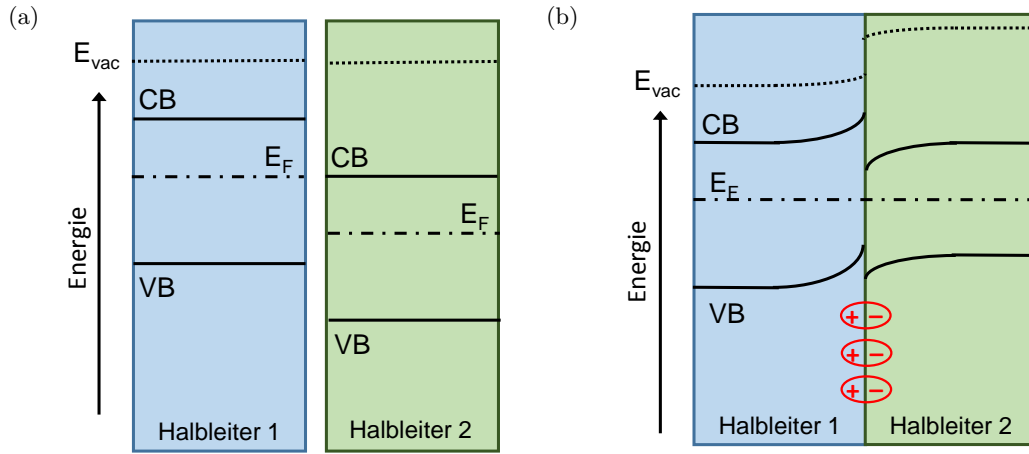 (a)
E_vac
CB
E_F
VB
CB
E_F
VB
Energie
Halbleiter 1
Halbleiter 2
(b)
E_vac
CB
E_F
VB
Energie
+ −
+ −
+ −
Halbleiter 1
Halbleiter 2